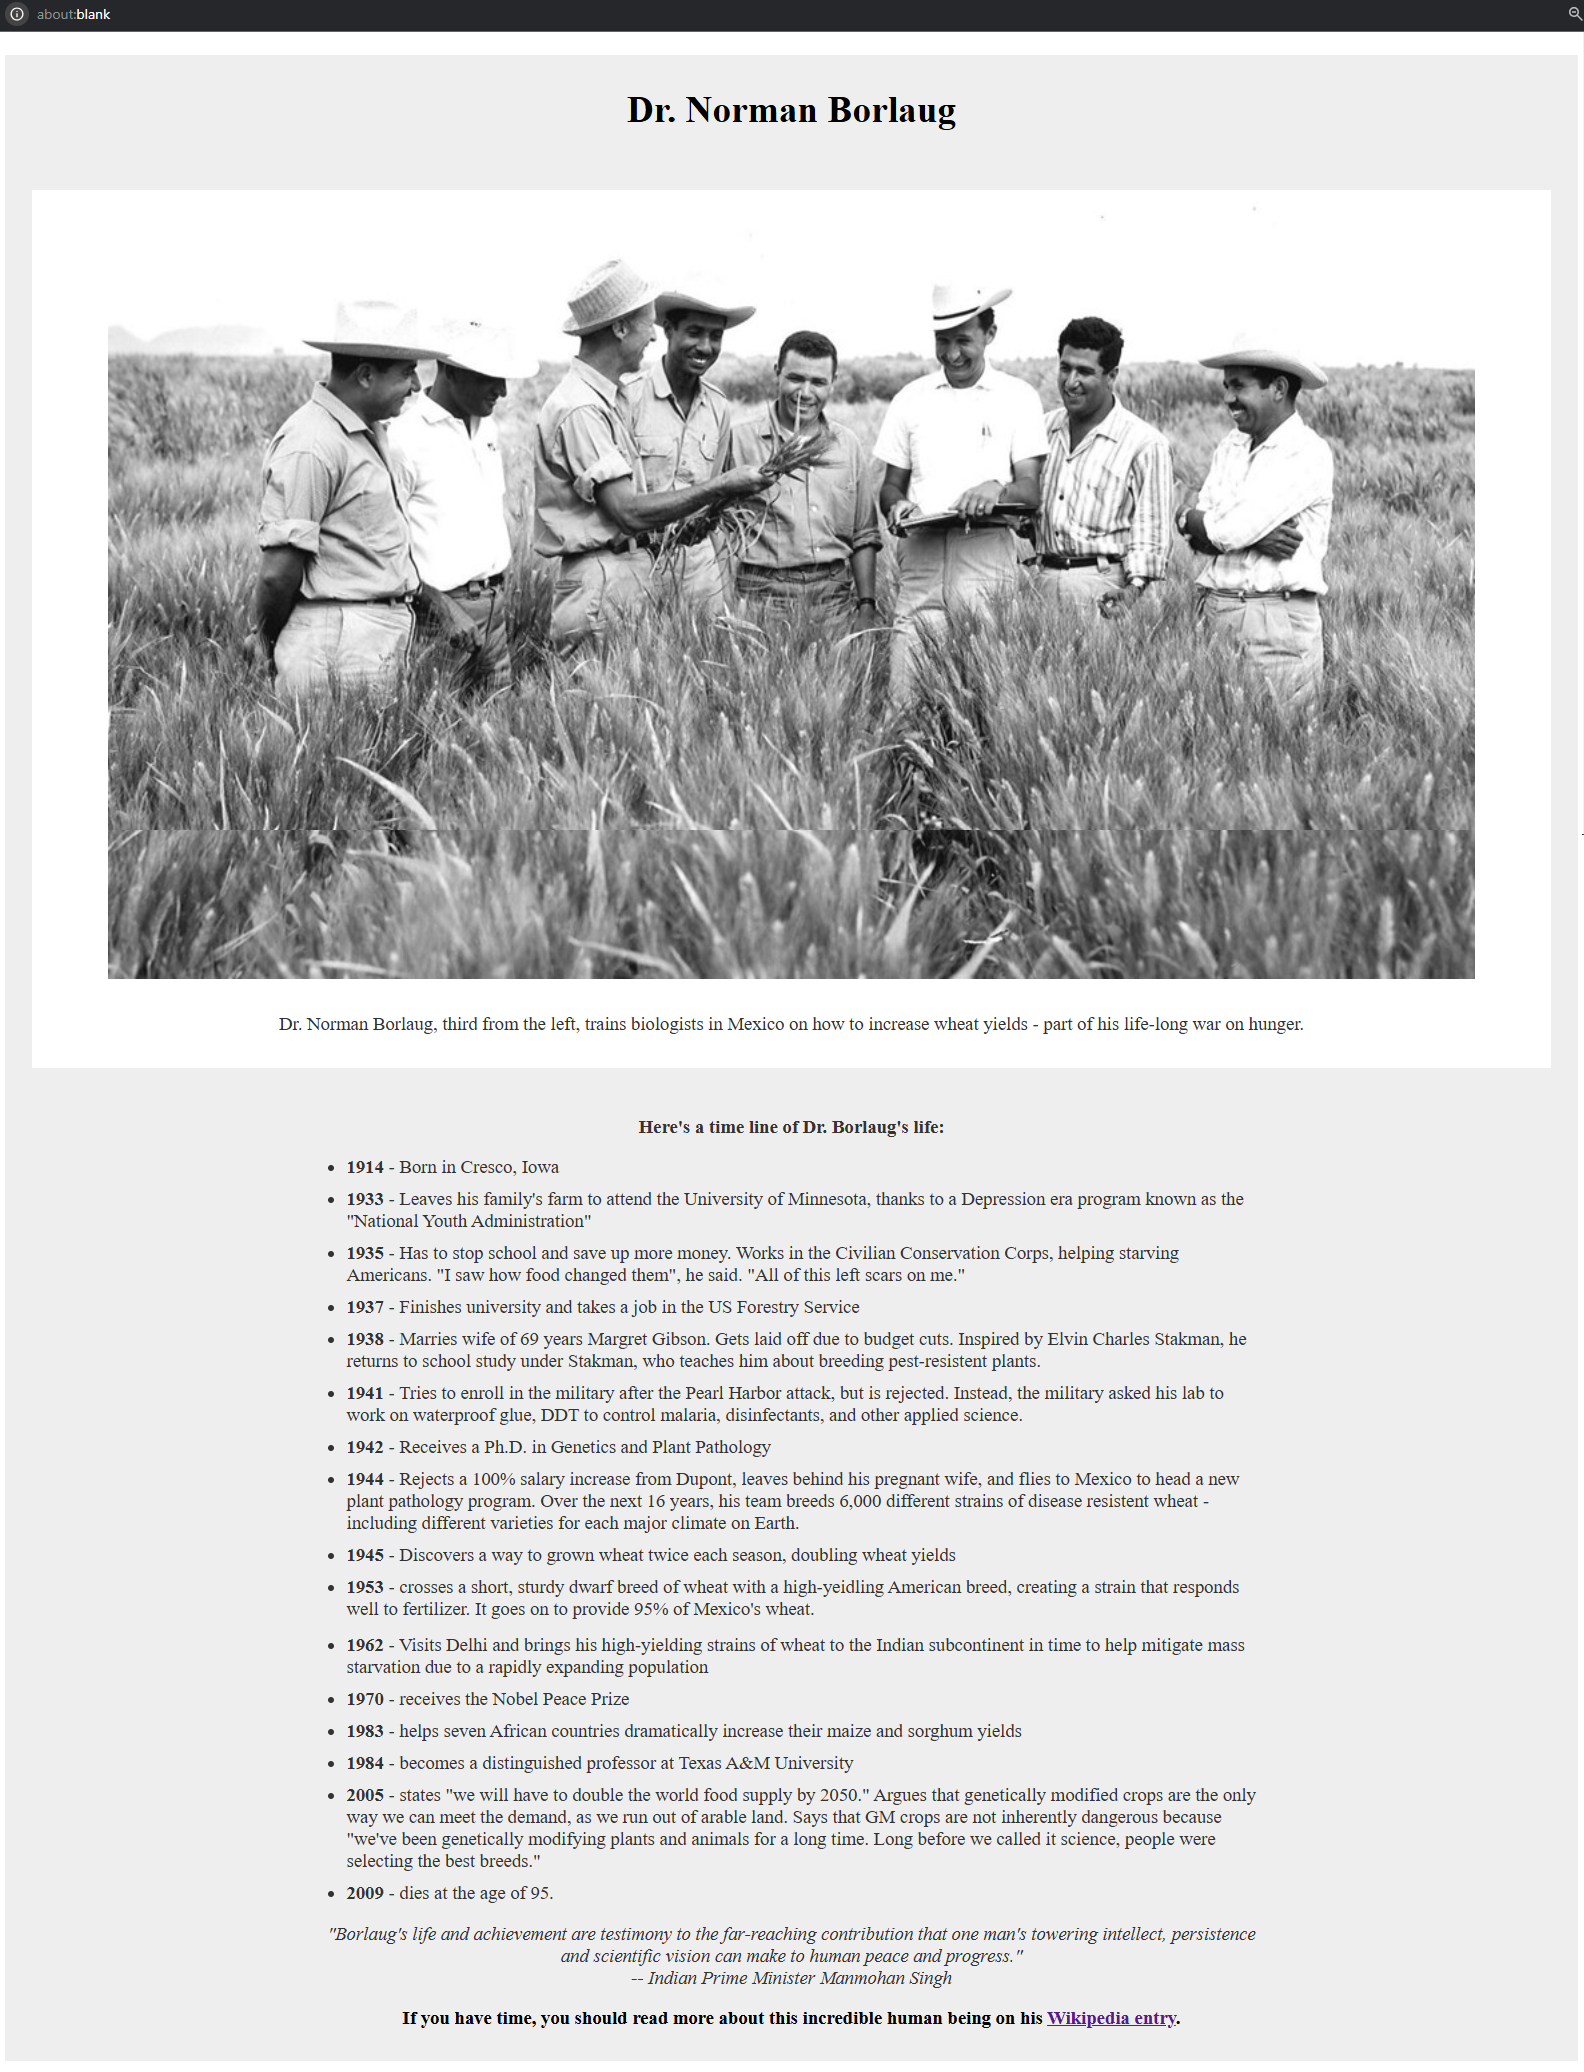 about:blank
Dr. Norman Borlaug
Dr. Norman Borlaug, third from the left, trains biologists in Mexico on how to increase wheat yields - part of his life-long war on hunger.
Here's a time line of Dr. Borlaug's life:
• 1914 - Born in Cresco, Iowa
• 1933 - Leaves his family's farm to attend the University of Minnesota, thanks to a Depression era program known as the
"National Youth Administration"
• 1935 - Has to stop school and save up more money. Works in the Civilian Conservation Corps, helping starving
Americans. "I saw how food changed them", he said. "All of this left scars on me."
• 1937 - Finishes university and takes a job in the US Forestry Service
• 1938 - Marries wife of 69 years Margret Gibson. Gets laid off due to budget cuts. Inspired by Elvin Charles Stakman, he
returns to school study under Stakman, who teaches him about breeding pest-resistent plants.
• 1941 - Tries to enroll in the military after the Pearl Harbor attack, but is rejected. Instead, the military asked his lab to
work on waterproof glue, DDT to control malaria, disinfectants, and other applied science.
• 1942 - Receives a Ph.D. in Genetics and Plant Pathology
• 1944 - Rejects a 100% salary increase from Dupont, leaves behind his pregnant wife, and flies to Mexico to head a new
plant pathology program. Over the next 16 years, his team breeds 6,000 different strains of disease resistent wheat -
including different varieties for each major climate on Earth.
• 1945 - Discovers a way to grown wheat twice each season, doubling wheat yields
• 1953 - crosses a short, sturdy dwarf breed of wheat with a high-yeidling American breed, creating a strain that responds
well to fertilizer. It goes on to provide 95% of Mexico's wheat.
• 1962 - Visits Delhi and brings his high-yielding strains of wheat to the Indian subcontinent in time to help mitigate mass
starvation due to a rapidly expanding population
• 1970 - receives the Nobel Peace Prize
• 1983 - helps seven African countries dramatically increase their maize and sorghum yields
• 1984 - becomes a distinguished professor at Texas A&M University
• 2005 - states "we will have to double the world food supply by 2050." Argues that genetically modified crops are the only
way we can meet the demand, as we run out of arable land. Says that GM crops are not inherently dangerous because
"we've been genetically modifying plants and animals for a long time. Long before we called it science, people were
selecting the best breeds."
• 2009 - dies at the age of 95.
"Borlaug's life and achievement are testimony to the far-reaching contribution that one man's towering intellect, persistence
and scientific vision can make to human peace and progress."
-- Indian Prime Minister Manmohan Singh
If you have time, you should read more about this incredible human being on his Wikipedia entry.